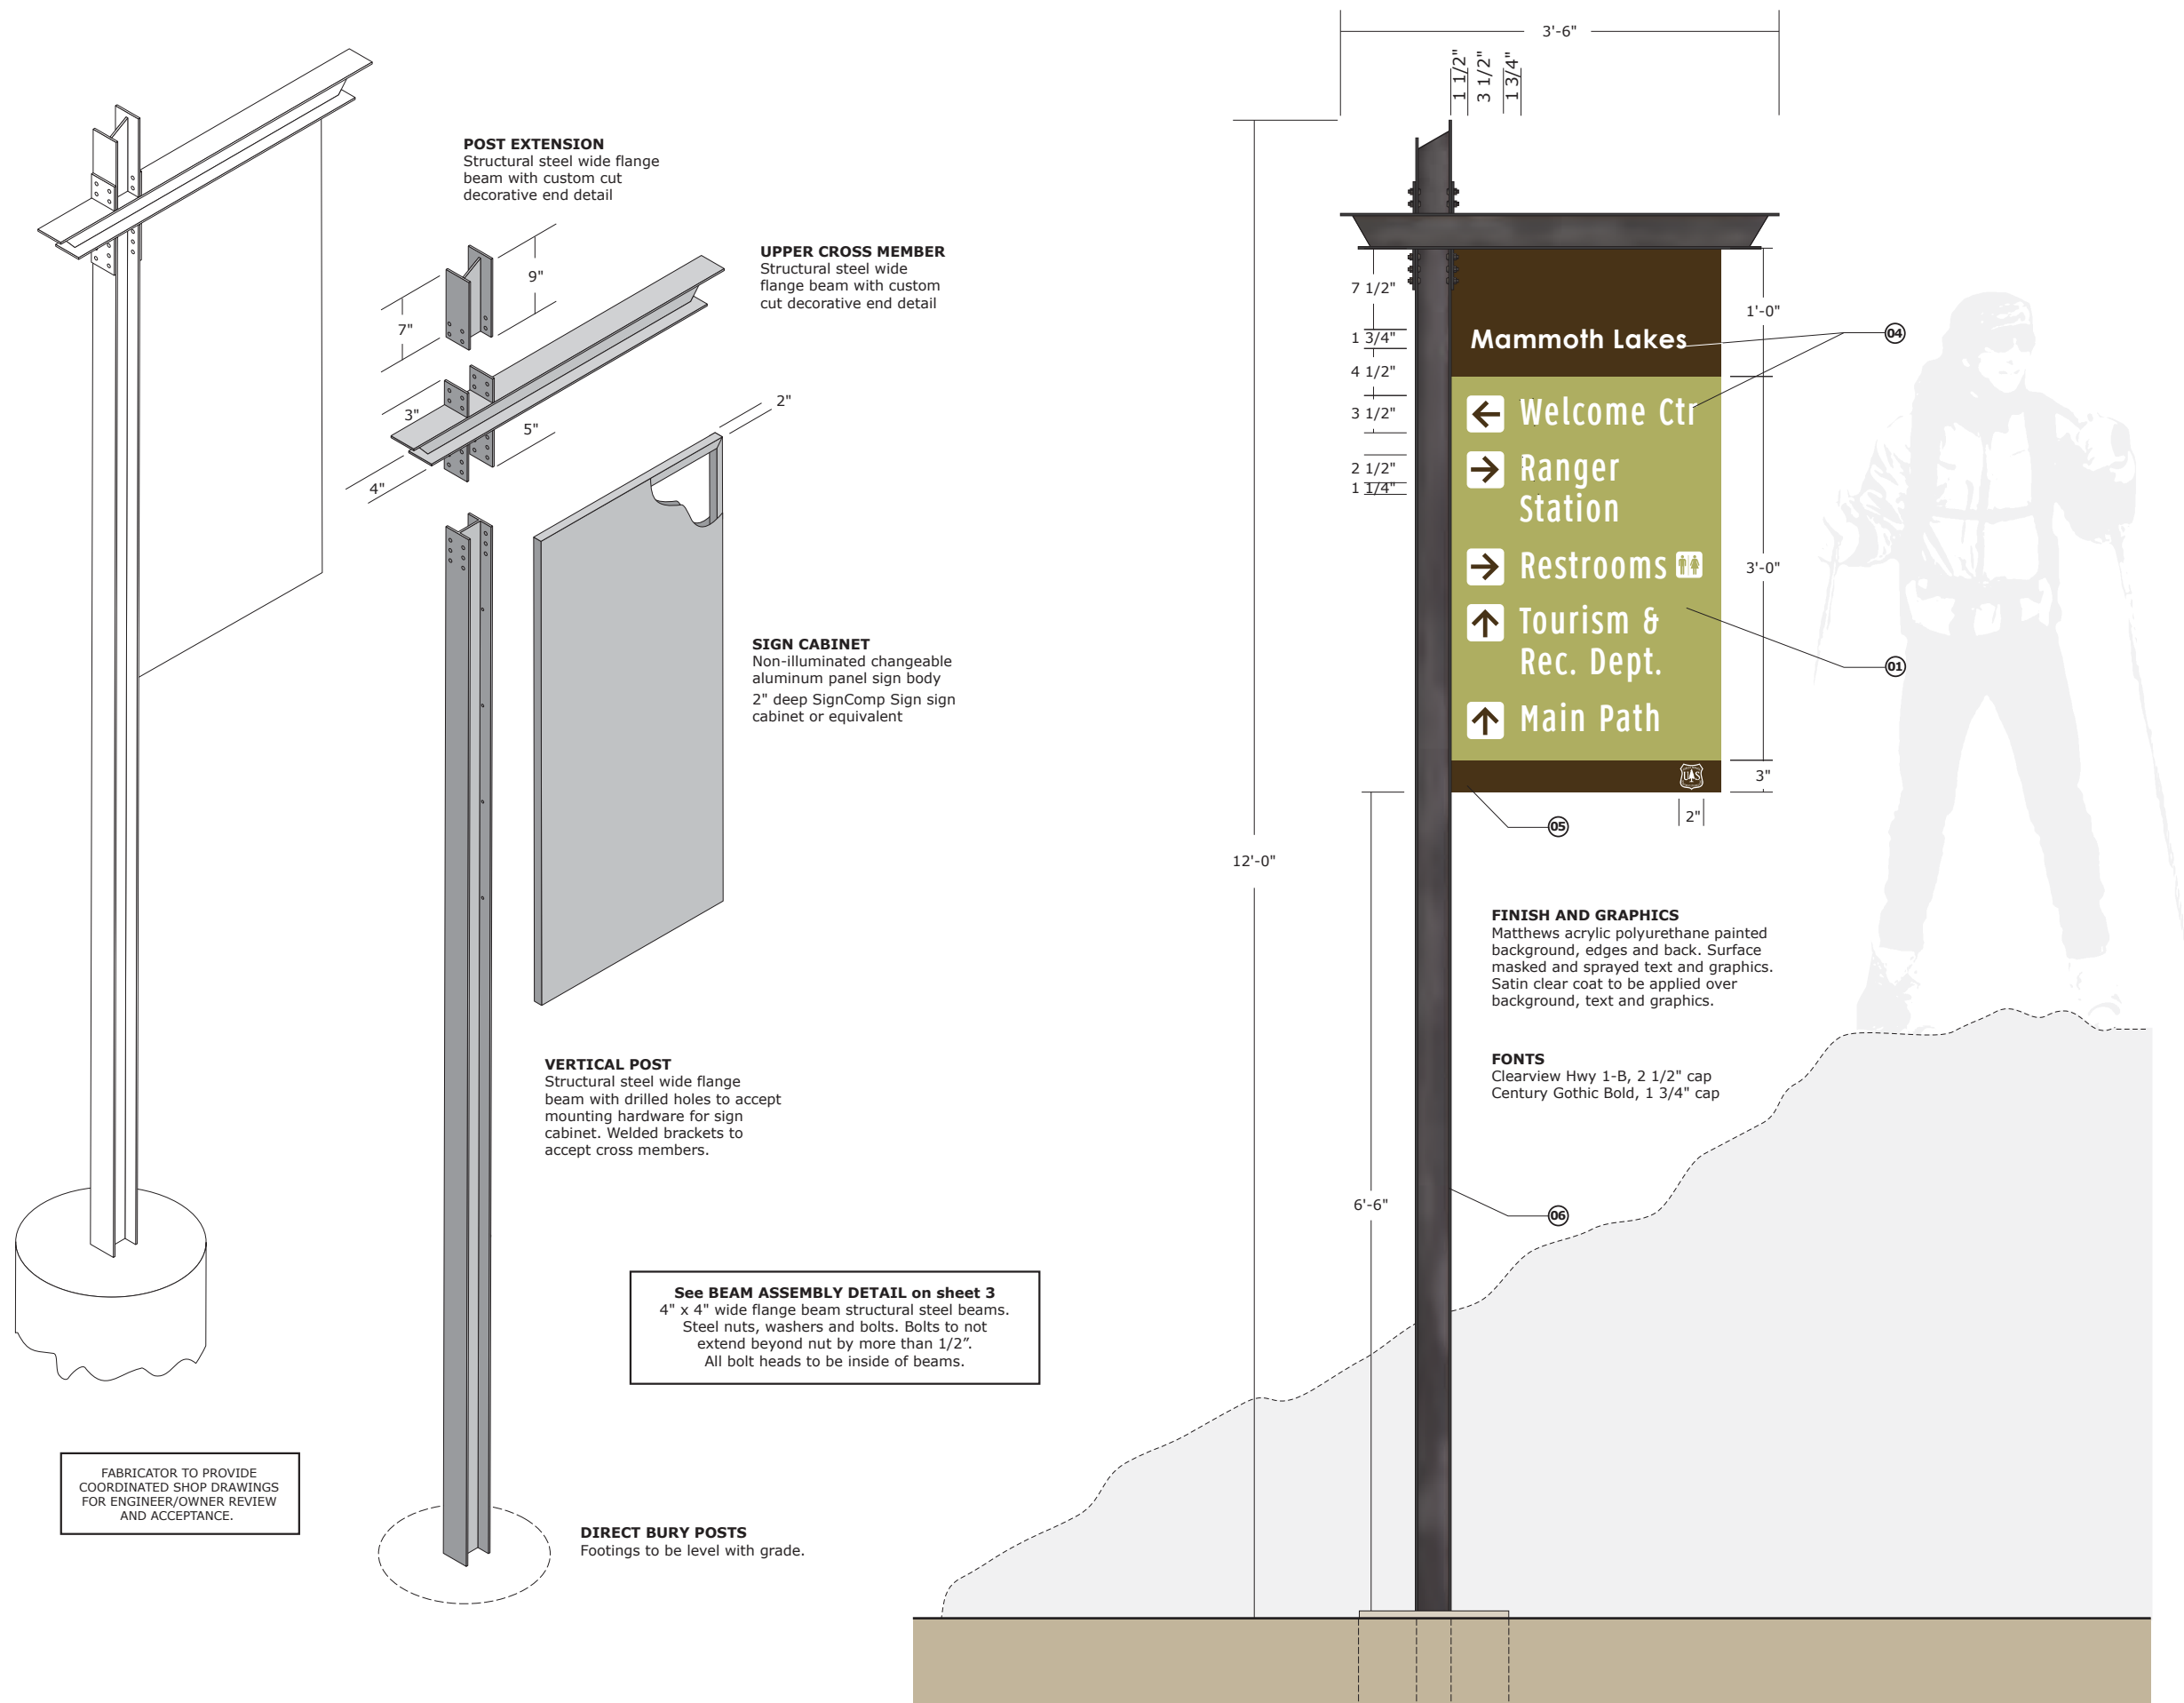 POST EXTENSION
Structural steel wide flange
beam with custom cut
decorative end detail
9"
7"
UPPER CROSS MEMBER
Structural steel wide
flange beam with custom
cut decorative end detail
3"
5"
4"
2"
SIGN CABINET
Non-illuminated changeable
aluminum panel sign body
2" deep SignComp Sign sign
cabinet or equivalent
VERTICAL POST
Structural steel wide flange
beam with drilled holes to accept
mounting hardware for sign
cabinet. Welded brackets to
accept cross members.
See BEAM ASSEMBLY DETAIL on sheet 3
4" x 4" wide flange beam structural steel beams.
Steel nuts, washers and bolts. Bolts to not
extend beyond nut by more than 1/2”.
All bolt heads to be inside of beams.
FABRICATOR TO PROVIDE
COORDINATED SHOP DRAWINGS
FOR ENGINEER/OWNER REVIEW
AND ACCEPTANCE.
DIRECT BURY POSTS
Footings to be level with grade.
3'-6"
1 1/2"
3 1/2"
1 3/4"
7 1/2"
1 3/4"
4 1/2"
3 1/2"
2 1/2"
1 1/4"
12'-0"
6'-6"
Mammoth Lakes
Welcome Ctr
Ranger
Station
Restrooms
Tourism &
Rec. Dept.
Main Path
U S
1'-0"
3'-0"
3"
2"
04
01
05
06
FINISH AND GRAPHICS
Matthews acrylic polyurethane painted
background, edges and back. Surface
masked and sprayed text and graphics.
Satin clear coat to be applied over
background, text and graphics.
FONTS
Clearview Hwy 1-B, 2 1/2" cap
Century Gothic Bold, 1 3/4" cap